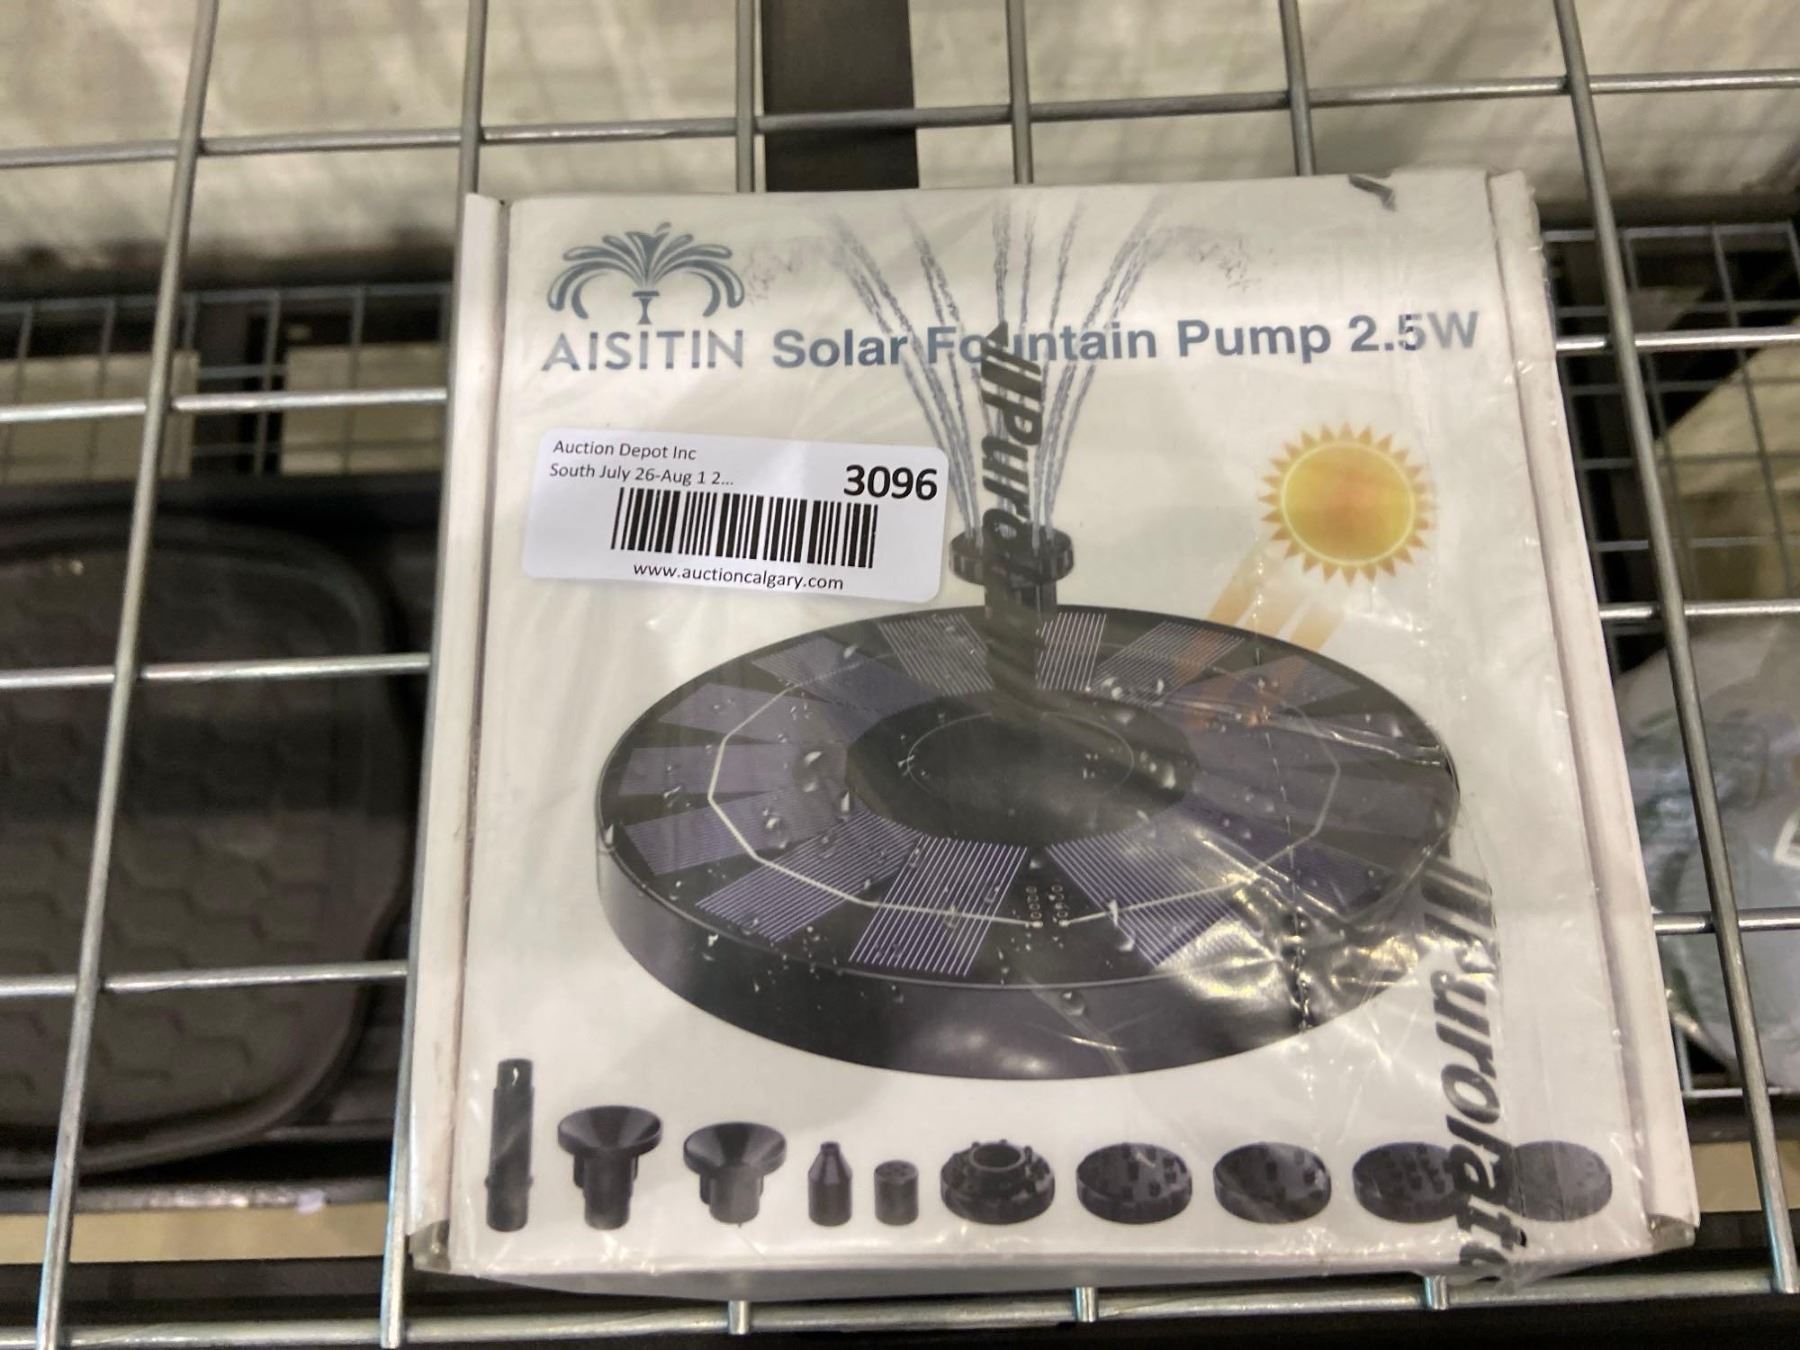 AISITIN Solar Fountain Pump 2.5W
Auction Depot Inc
South July 26-Aug 1 2...
3096
www.auctioncalgary.com
Purolator